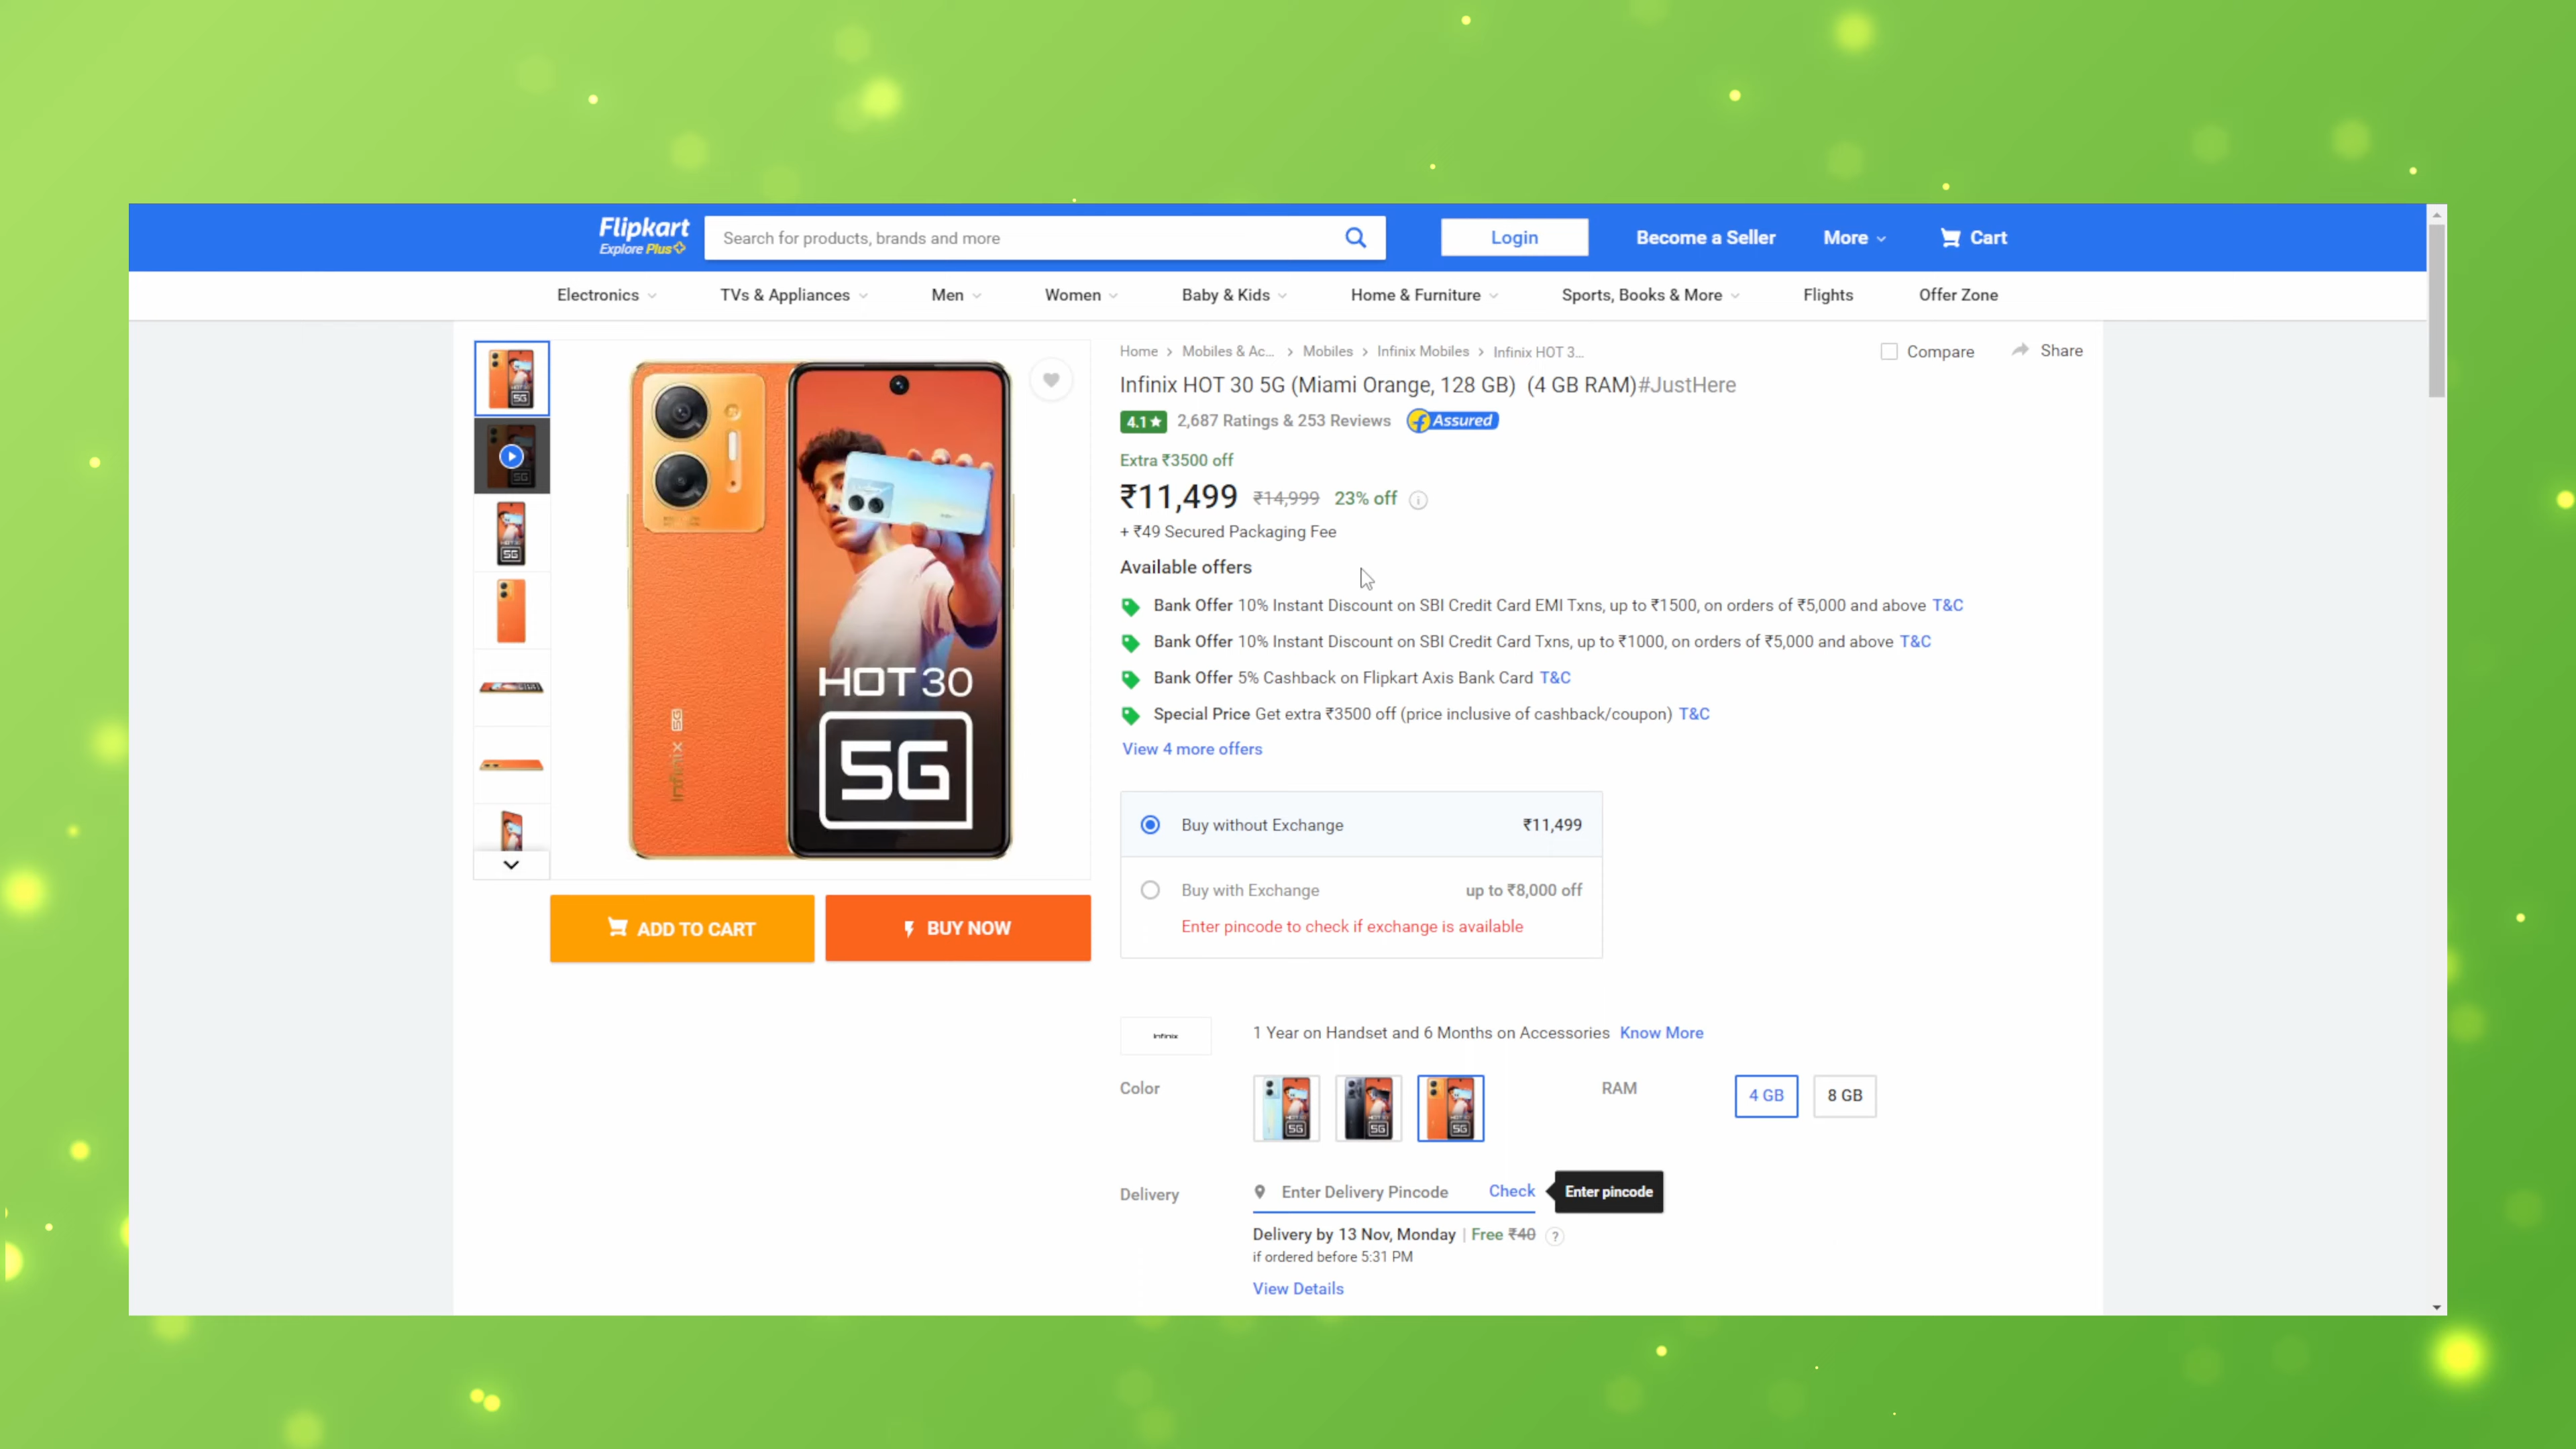 Flipkart
Explore Plus
Search for products, brands and more
Login
Become a Seller
More
Cart
Electronics
TVs & Appliances
Men
Women
Baby & Kids
Home & Furniture
Sports, Books & More
Flights
Offer Zone
Home > Mobiles & Ac... > Mobiles > Infinix Mobiles > Infinix HOT 3...
Compare
Share
Infinix HOT 30 5G (Miami Orange, 128 GB) (4 GB RAM)#JustHere
4.1★ 2,687 Ratings & 253 Reviews Assured
Extra ₹3500 off
₹11,499 ₹14,999 23% off
+ ₹49 Secured Packaging Fee
Available offers
Bank Offer 10% Instant Discount on SBI Credit Card EMI Txns, up to ₹1500, on orders of ₹5,000 and above T&C
Bank Offer 10% Instant Discount on SBI Credit Card Txns, up to ₹1000, on orders of ₹5,000 and above T&C
Bank Offer 5% Cashback on Flipkart Axis Bank Card T&C
Special Price Get extra ₹3500 off (price inclusive of cashback/coupon) T&C
View 4 more offers
HOT 30
5G
Infinix 5G
Buy without Exchange ₹11,499
Buy with Exchange up to ₹8,000 off
Enter pincode to check if exchange is available
ADD TO CART
BUY NOW
Infinix
1 Year on Handset and 6 Months on Accessories Know More
Color
5G
5G
5G
RAM
4 GB
8 GB
Delivery
Enter Delivery Pincode
Check
Enter pincode
Delivery by 13 Nov, Monday | Free ₹40 ?
if ordered before 5:31 PM
View Details